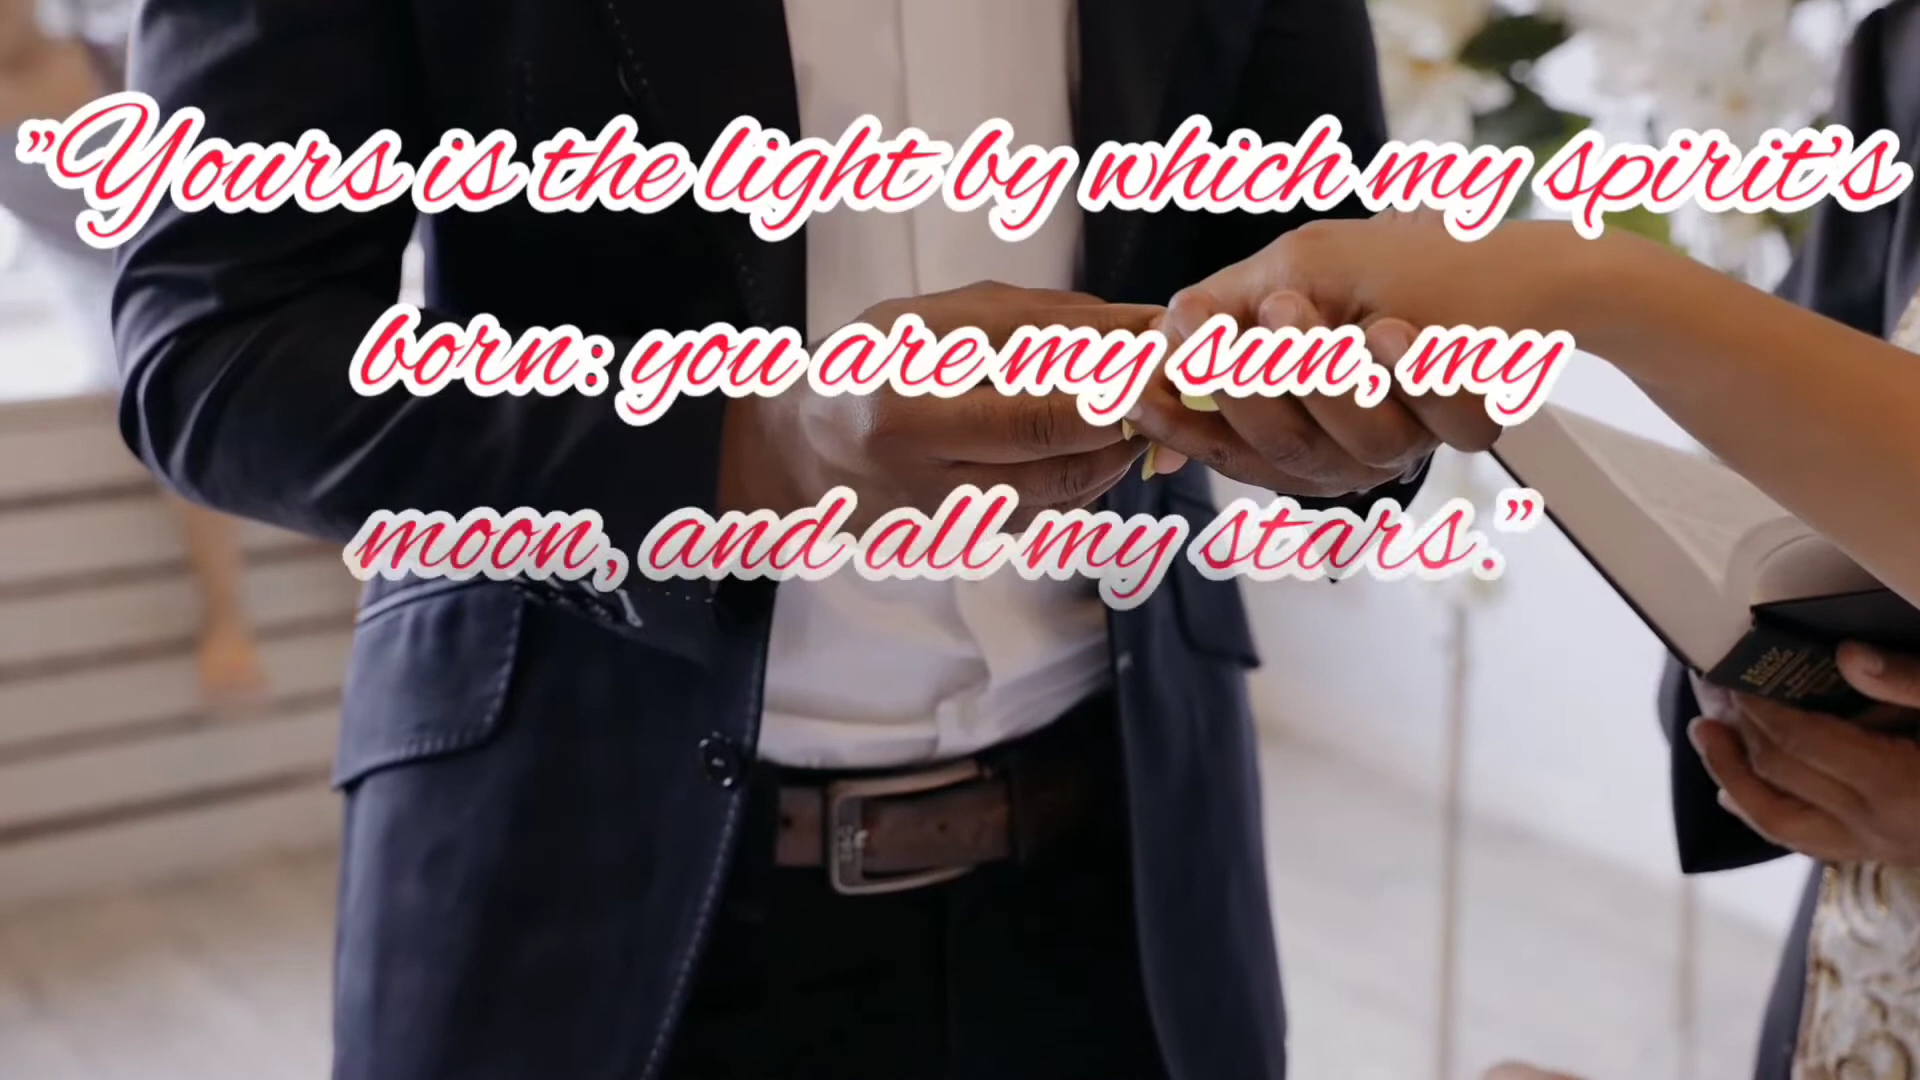 "Yours is the light by which my spirit's
born: you are my sun, my
moon, and all my stars."